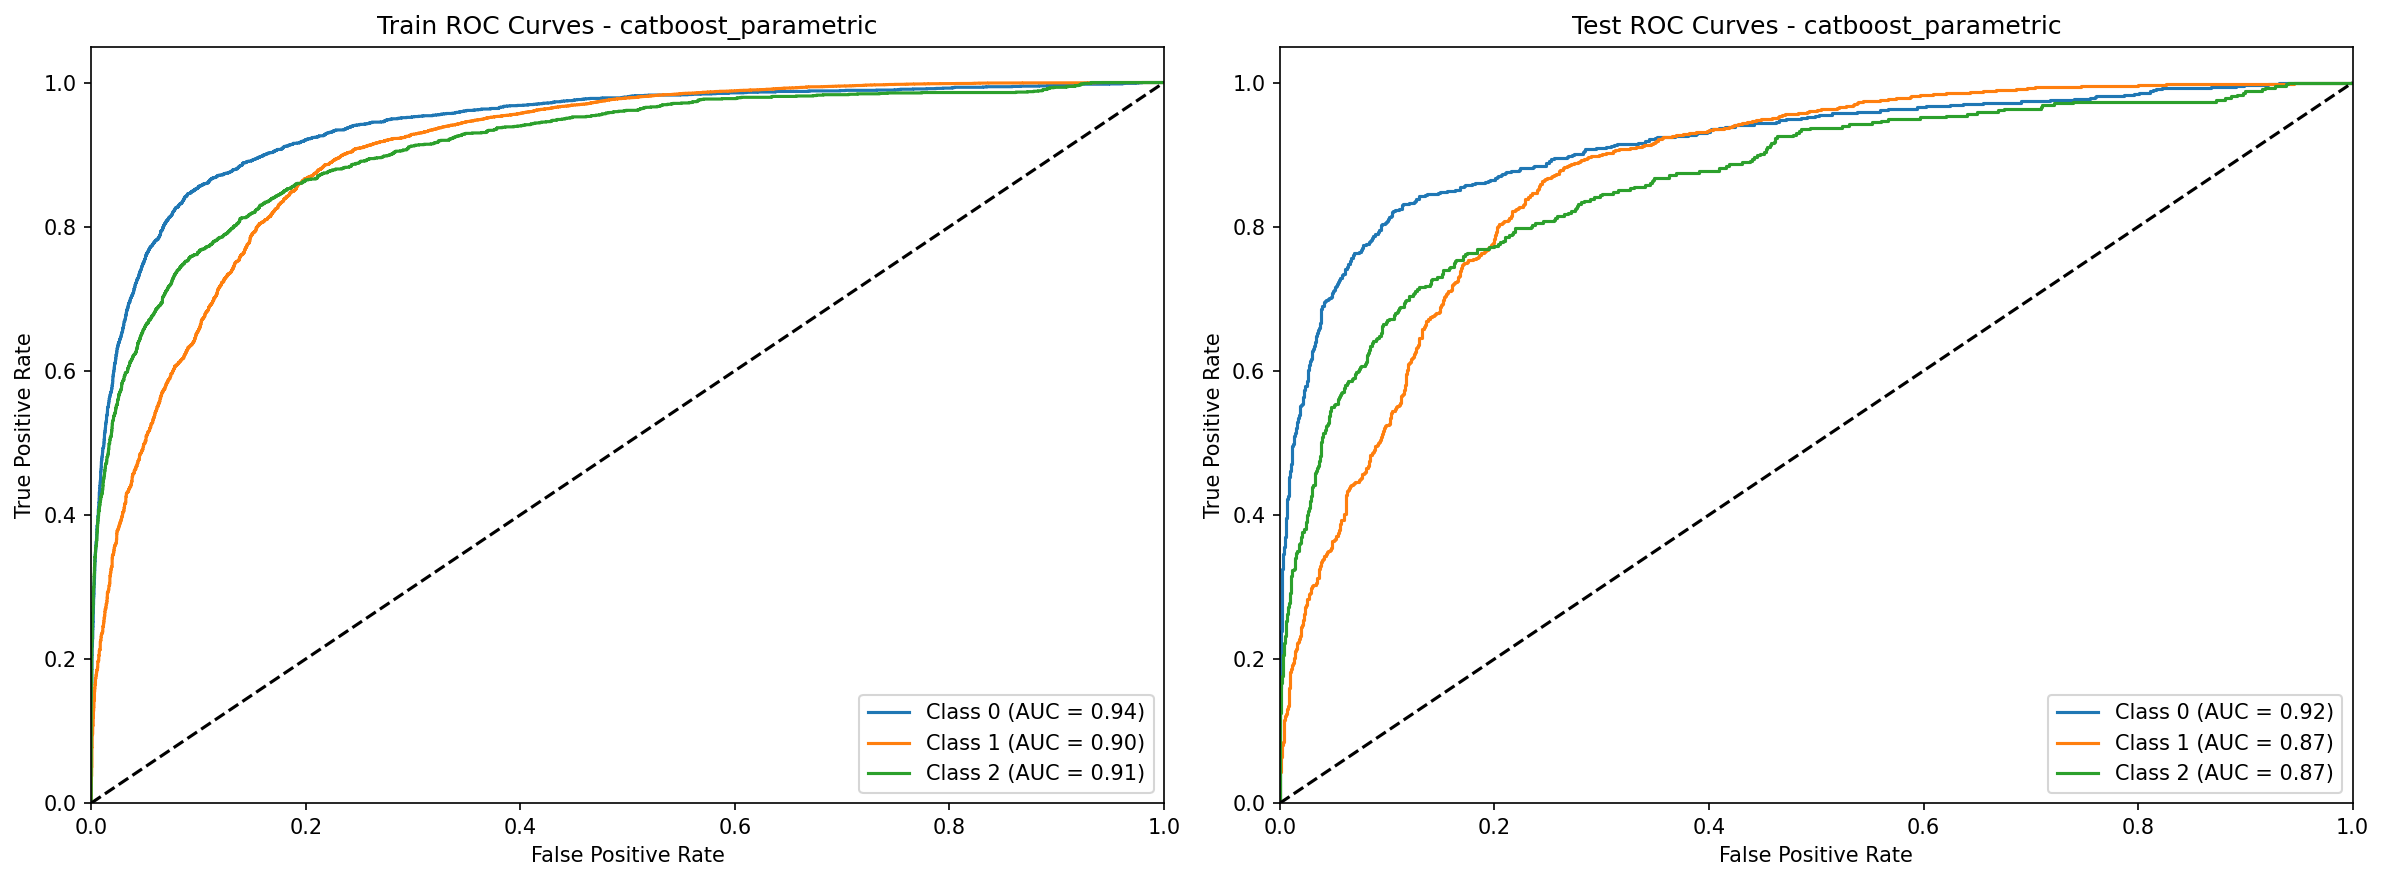 Train ROC Curves - catboost_parametric
True Positive Rate
1.0
0.8
0.6
0.4
0.2
0.0
Class 0 (AUC = 0.94)
Class 1 (AUC = 0.90)
Class 2 (AUC = 0.91)
0.0 0.2 0.4 0.6 0.8 1.0
False Positive Rate
Test ROC Curves - catboost_parametric
True Positive Rate
1.0
0.8
0.6
0.4
0.2
0.0
Class 0 (AUC = 0.92)
Class 1 (AUC = 0.87)
Class 2 (AUC = 0.87)
0.0 0.2 0.4 0.6 0.8 1.0
False Positive Rate